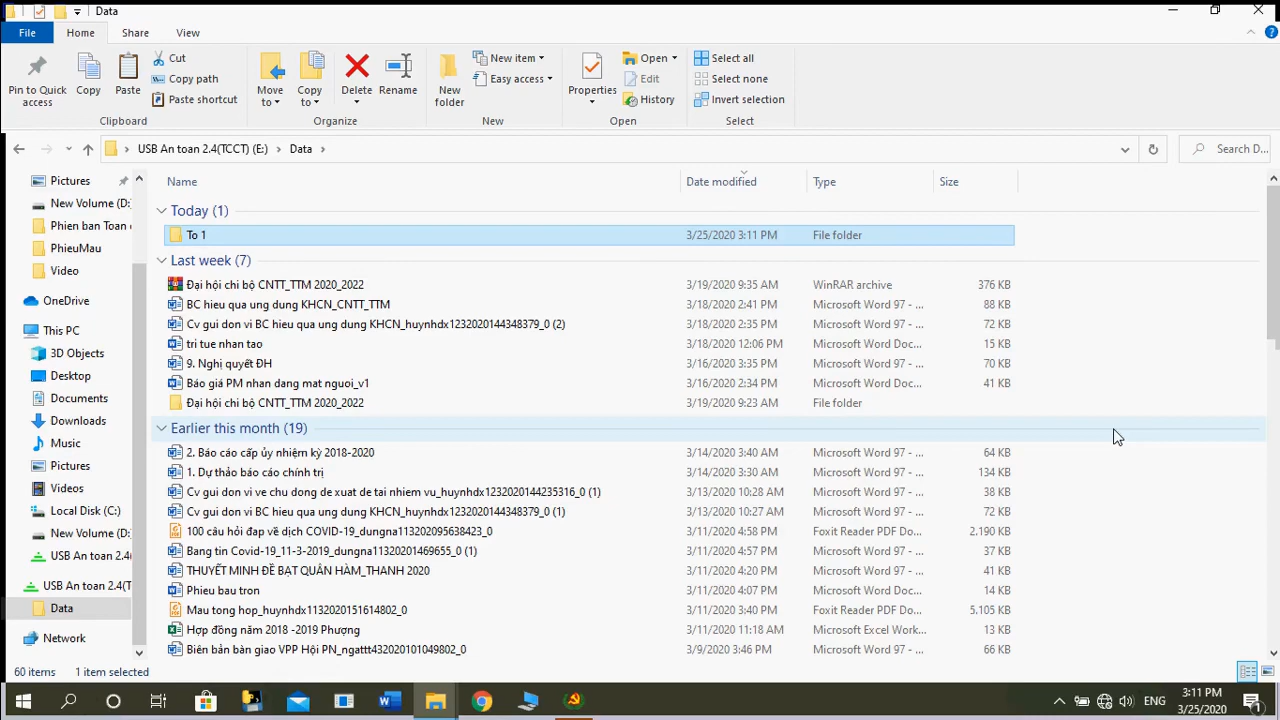 Data
File
Home
Share
View
Pin to Quick
access
Copy
Paste
Cut
Copy path
Paste shortcut
Clipboard
Move
to
Copy
to
Delete
Rename
Organize
New
folder
New item
Easy access
New
Properties
Open
Edit
History
Open
Select all
Select none
Invert selection
Select
USB An toan 2.4(TCCT) (E:) Data
Search D...
Name Date modified Type Size
Pictures
New Volume (D:
Phien ban Toan
PhieuMau
Video
OneDrive
This PC
3D Objects
Desktop
Documents
Downloads
Music
Pictures
Videos
Local Disk (C:)
New Volume (D:
USB An toan 2.4(
USB An toan 2.4(T
Data
Network
Today (1)
To 1 3/25/2020 3:11 PM File folder
Last week (7)
Đại hội chi bộ CNTT_TTM 2020_2022 3/19/2020 9:35 AM WinRAR archive 376 KB
BC hieu qua ung dung KHCN_CNTT_TTM 3/18/2020 2:41 PM Microsoft Word 97 - ... 88 KB
Cv gui don vi BC hieu qua ung dung KHCN_huynhdx1232020144348379_0 (2) 3/18/2020 2:35 PM Microsoft Word 97 - ... 72 KB
tri tue nhan tao 3/18/2020 12:06 PM Microsoft Word Doc... 15 KB
9. Nghị quyết ĐH 3/16/2020 3:35 PM Microsoft Word 97 - ... 70 KB
Báo giá PM nhan dang mat nguoi_v1 3/16/2020 2:34 PM Microsoft Word Doc... 41 KB
Đại hội chi bộ CNTT_TTM 2020_2022 3/19/2020 9:23 AM File folder
Earlier this month (19)
2. Báo cáo cấp ủy nhiệm kỳ 2018-2020 3/14/2020 3:40 AM Microsoft Word 97 - ... 64 KB
1. Dự thảo báo cáo chính trị 3/14/2020 3:30 AM Microsoft Word 97 - ... 134 KB
Cv gui don vi ve chu dong de xuat de tai nhiem vu_huynhdx1232020144235316_0 (1) 3/13/2020 10:28 AM Microsoft Word 97 - ... 38 KB
Cv gui don vi BC hieu qua ung dung KHCN_huynhdx1232020144348379_0 (1) 3/13/2020 10:27 AM Microsoft Word 97 - ... 72 KB
100 câu hỏi đap về dịch COVID-19_dungna113202095638423_0 3/11/2020 4:58 PM Foxit Reader PDF Do... 2.190 KB
Bang tin Covid-19_11-3-2019_dungna11320201469655_0 (1) 3/11/2020 4:57 PM Microsoft Word 97 - ... 37 KB
THUYẾT MINH ĐỀ BẠT QUÂN HÀM_THANH 2020 3/11/2020 4:20 PM Microsoft Word 97 - ... 41 KB
Phieu bau tron 3/11/2020 4:07 PM Microsoft Word Doc... 14 KB
Mau tong hop_huynhdx1132020151614802_0 3/11/2020 3:40 PM Foxit Reader PDF Do... 5.105 KB
Hợp đồng năm 2018 -2019 Phượng 3/11/2020 11:18 AM Microsoft Excel Work... 13 KB
Biên bản bàn giao VPP Hội PN_ngattt432020101049802_0 3/9/2020 3:46 PM Microsoft Word 97 - ... 66 KB
60 items 1 item selected
ENG
3:11 PM
3/25/2020
1